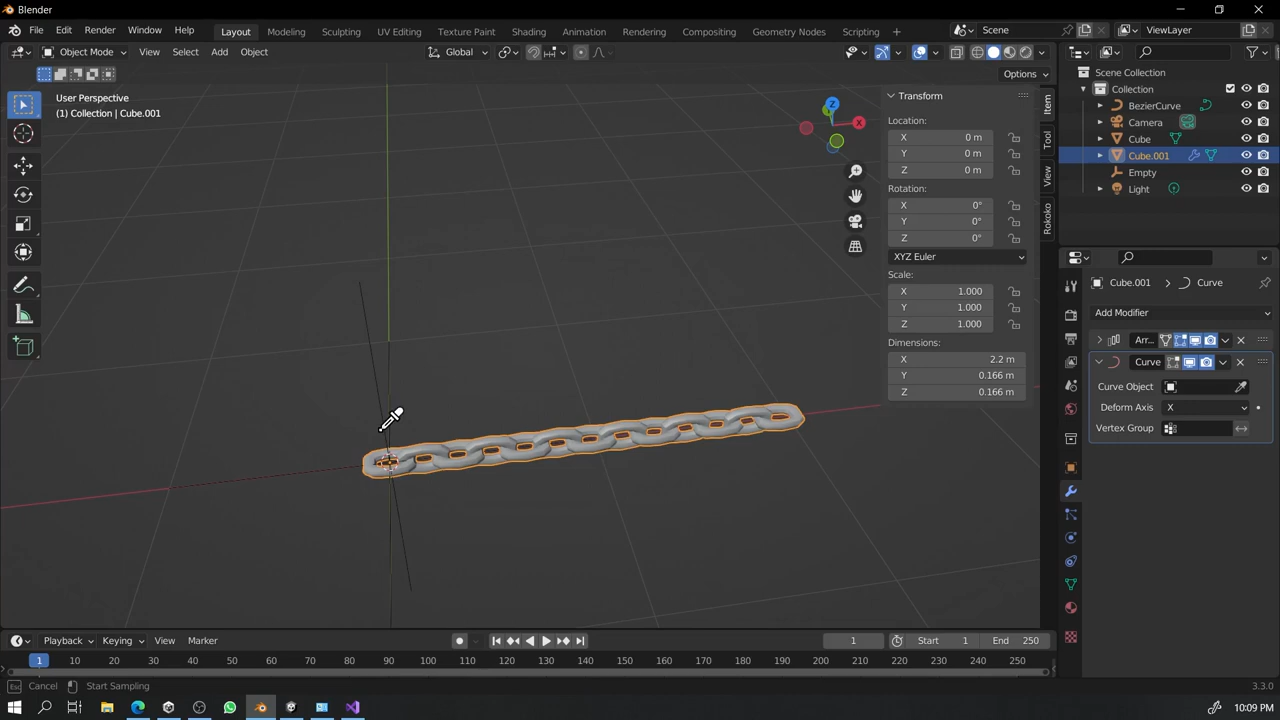 Blender
File Edit Render Window Help
Layout Modeling Sculpting UV Editing Texture Paint Shading Animation Rendering Compositing Geometry Nodes Scripting +
Scene
ViewLayer
Object Mode View Select Add Object
Global
Options
User Perspective
(1) Collection | Cube.001
Z
X
Transform
Location:
X 0 m
Y 0 m
Z 0 m
Rotation:
X 0°
Y 0°
Z 0°
XYZ Euler
Scale:
X 1.000
Y 1.000
Z 1.000
Dimensions:
X 2.2 m
Y 0.166 m
Z 0.166 m
Item
Tool
View
Rokoko
Scene Collection
Collection
BezierCurve
Camera
Cube
Cube.001
Empty
Light
Cube.001 > Curve
Add Modifier
Arr...
Curve
Curve Object
Deform Axis X
Vertex Group
Playback Keying View Marker
1 Start 1 End 250
1 10 20 30 40 50 60 70 80 90 100 110 120 130 140 150 160 170 180 190 200 210 220 230 240 250
Esc Cancel Start Sampling
3.3.0
10:09 PM